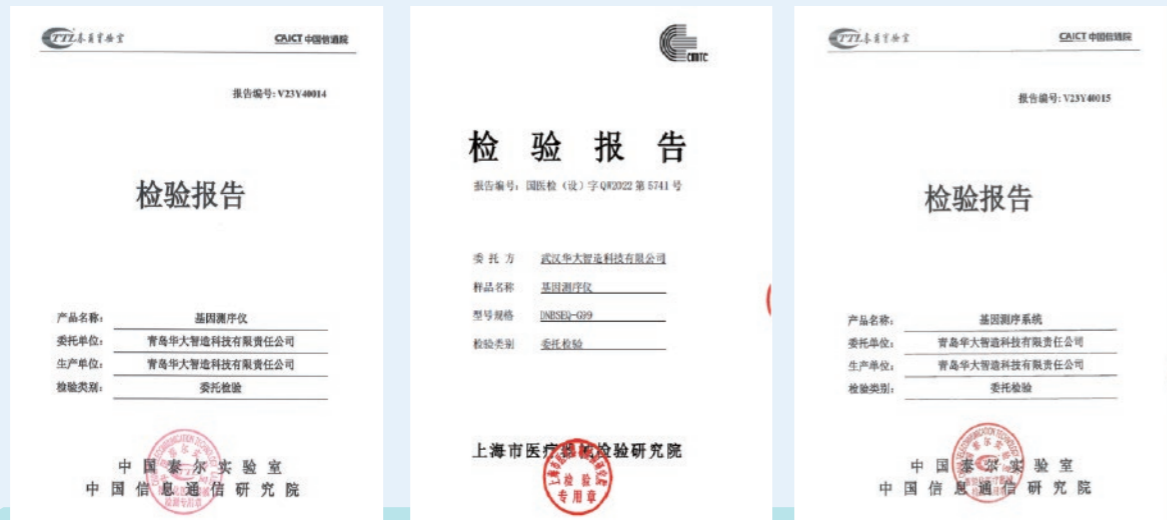 TTL泰尔实验室
CAICT 中国信通院
报告编号: V23Y40014
检验报告
产品名称: 基因测序仪
委托单位: 青岛华大智造科技有限责任公司
生产单位: 青岛华大智造科技有限责任公司
检验类别: 委托检验
中国泰尔实验室
中国信息通信研究院
CMTC
检验报告
报告编号: 国医检(设)字QW2022第5741号
委托方 武汉华大智造科技有限公司
样品名称 基因测序仪
型号规格 DNBSEQ-G99
检验类别 委托检验
上海市医疗器械检验研究院
检验
专用章
TTL泰尔实验室
CAICT 中国信通院
报告编号: V23Y40015
检验报告
产品名称: 基因测序系统
委托单位: 青岛华大智造科技有限责任公司
生产单位: 青岛华大智造科技有限责任公司
检验类别: 委托检验
中国泰尔实验室
中国信息通信研究院